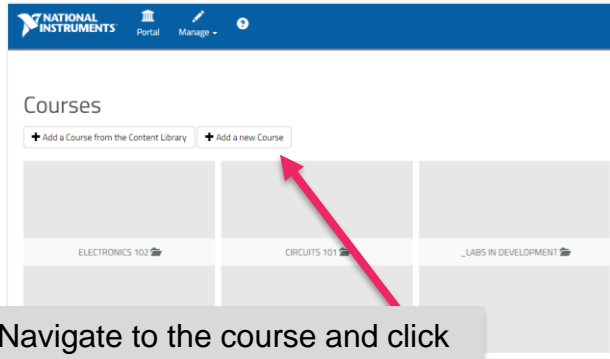 NATIONAL
INSTRUMENTS
Portal
Manage
?
Courses
+ Add a Course from the Content Library
+ Add a new Course
ELECTRONICS 102
CIRCUITS 101
_LABS IN DEVELOPMENT
Navigate to the course and click